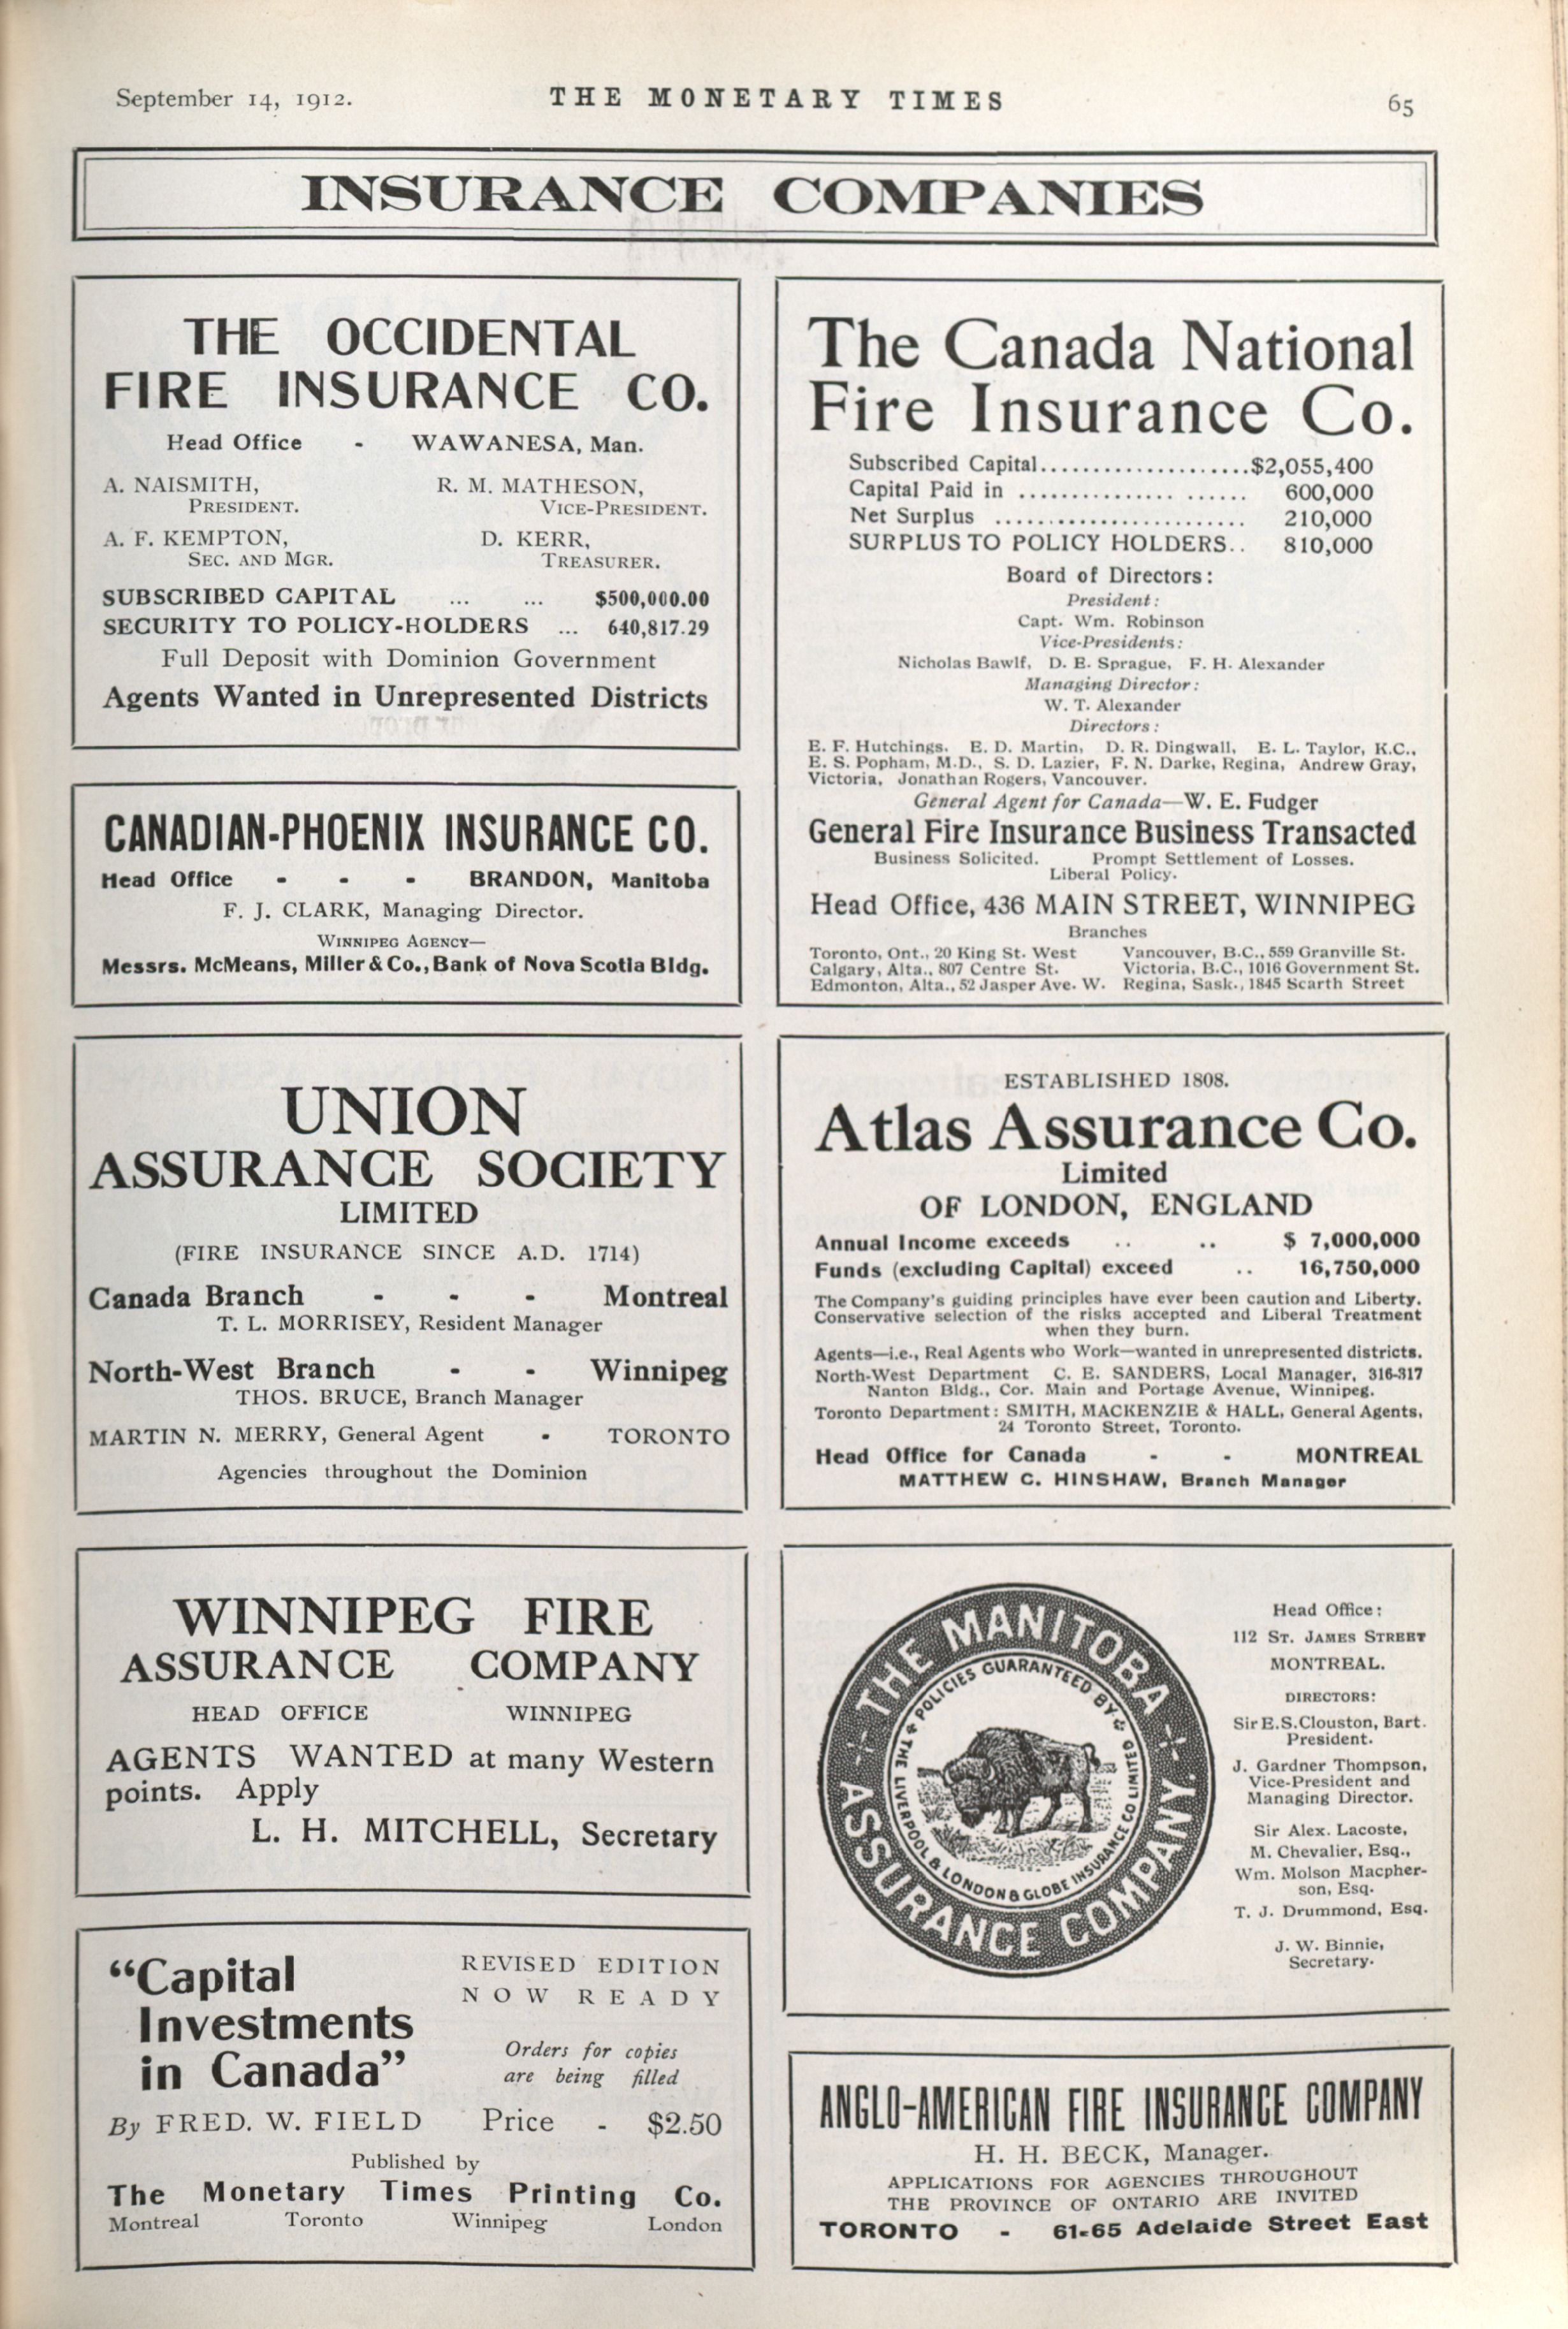 September 14, 1912.
THE MONETARY TIMES
65
INSURANCE COMPANIES
THE OCCIDENTAL
FIRE INSURANCE CO.
Head Office - WAWANESA, Man.
A. NAISMITH, R. M. MATHESON,
PRESIDENT. VICE-PRESIDENT.
A. F. KEMPTON, D. KERR,
SEC. AND MGR. TREASURER.
SUBSCRIBED CAPITAL ... ... $500,000.00
SECURITY TO POLICY-HOLDERS ... 640,817.29
Full Deposit with Dominion Government
Agents Wanted in Unrepresented Districts
CANADIAN-PHOENIX INSURANCE CO.
Head Office - - - BRANDON, Manitoba
F. J. CLARK, Managing Director.
WINNIPEG AGENCY—
Messrs. McMeans, Miller & Co., Bank of Nova Scotia Bldg.
UNION
ASSURANCE SOCIETY
LIMITED
(FIRE INSURANCE SINCE A.D. 1714)
Canada Branch - - - Montreal
T. L. MORRISEY, Resident Manager
North-West Branch - - Winnipeg
THOS. BRUCE, Branch Manager
MARTIN N. MERRY, General Agent - TORONTO
Agencies throughout the Dominion
WINNIPEG FIRE
ASSURANCE COMPANY
HEAD OFFICE WINNIPEG
AGENTS WANTED at many Western
points. Apply
L. H. MITCHELL, Secretary
“Capital
Investments
in Canada”
REVISED EDITION
NOW READY
Orders for copies
are being filled
By FRED. W. FIELD Price - $2.50
Published by
The Monetary Times Printing Co.
Montreal Toronto Winnipeg London
The Canada National
Fire Insurance Co.
Subscribed Capital....................$2,055,400
Capital Paid in ..................... 600,000
Net Surplus ........................ 210,000
SURPLUS TO POLICY HOLDERS.. 810,000
Board of Directors:
President:
Capt. Wm. Robinson
Vice-Presidents:
Nicholas Bawlf, D. E. Sprague, F. H. Alexander
Managing Director:
W. T. Alexander
Directors:
E. F. Hutchings, E. D. Martin, D. R. Dingwall, E. L. Taylor, K.C.,
E. S. Popham, M.D., S. D. Lazier, F. N. Darke, Regina, Andrew Gray,
Victoria, Jonathan Rogers, Vancouver.
General Agent for Canada—W. E. Fudger
General Fire Insurance Business Transacted
Business Solicited. Prompt Settlement of Losses.
Liberal Policy.
Head Office, 436 MAIN STREET, WINNIPEG
Branches
Toronto, Ont., 20 King St. West Vancouver, B.C., 559 Granville St.
Calgary, Alta., 807 Centre St. Victoria, B.C., 1016 Government St.
Edmonton, Alta., 52 Jasper Ave. W. Regina, Sask., 1845 Scarth Street
ESTABLISHED 1808.
Atlas Assurance Co.
Limited
OF LONDON, ENGLAND
Annual Income exceeds .. .. $ 7,000,000
Funds (excluding Capital) exceed .. 16,750,000
The Company's guiding principles have ever been caution and Liberty.
Conservative selection of the risks accepted and Liberal Treatment
when they burn.
Agents—i.e., Real Agents who Work—wanted in unrepresented districts.
North-West Department C. E. SANDERS, Local Manager, 316-317
Nanton Bldg., Cor. Main and Portage Avenue, Winnipeg.
Toronto Department: SMITH, MACKENZIE & HALL, General Agents,
24 Toronto Street, Toronto.
Head Office for Canada - - MONTREAL
MATTHEW C. HINSHAW, Branch Manager
THE MANITOBA
ASSURANCE COMPANY.
POLICIES GUARANTEED BY
THE LIVERPOOL & LONDON & GLOBE INSURANCE CO LIMITED
Head Office:
112 ST. JAMES STREET
MONTREAL.
DIRECTORS:
Sir E. S. Clouston, Bart.
President.
J. Gardner Thompson,
Vice-President and
Managing Director.
Sir Alex. Lacoste,
M. Chevalier, Esq.,
Wm. Molson Macpher-
son, Esq.
T. J. Drummond, Esq.
J. W. Binnie,
Secretary.
ANGLO-AMERICAN FIRE INSURANCE COMPANY
H. H. BECK, Manager.
APPLICATIONS FOR AGENCIES THROUGHOUT
THE PROVINCE OF ONTARIO ARE INVITED
TORONTO - 61-65 Adelaide Street East